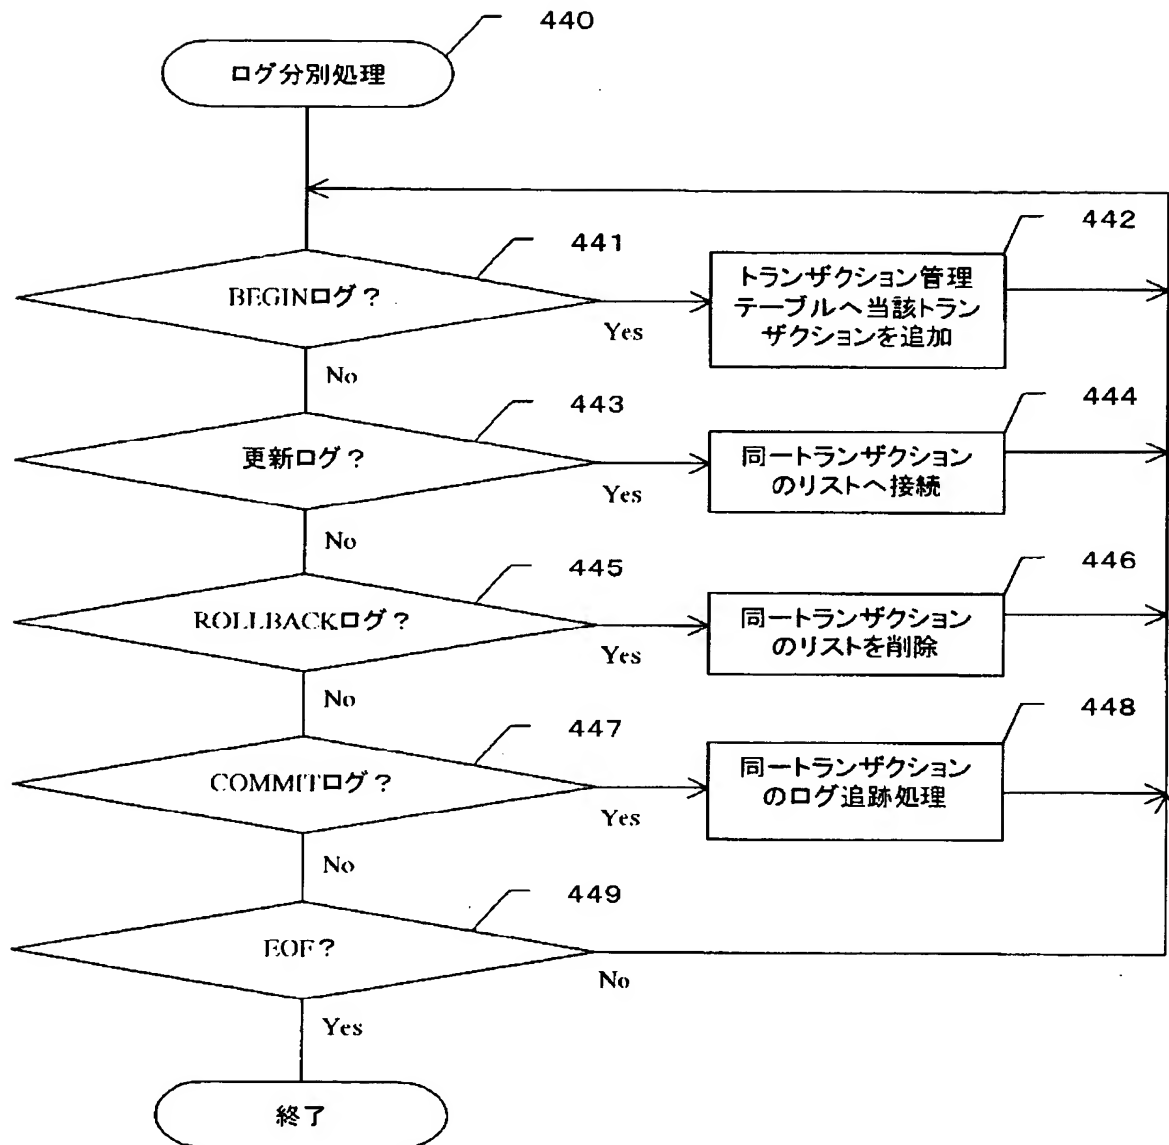 440
ログ分別処理
441
442
BEGINログ？
Yes
トランザクション管理
テーブルへ当該トラン
ザクションを追加
No
443
444
更新ログ？
Yes
同一トランザクション
のリストへ接続
No
445
446
ROLLBACKログ？
Yes
同一トランザクション
のリストを削除
No
447
448
COMMITログ？
Yes
同一トランザクション
のログ追跡処理
No
449
EOF？
No
Yes
終了